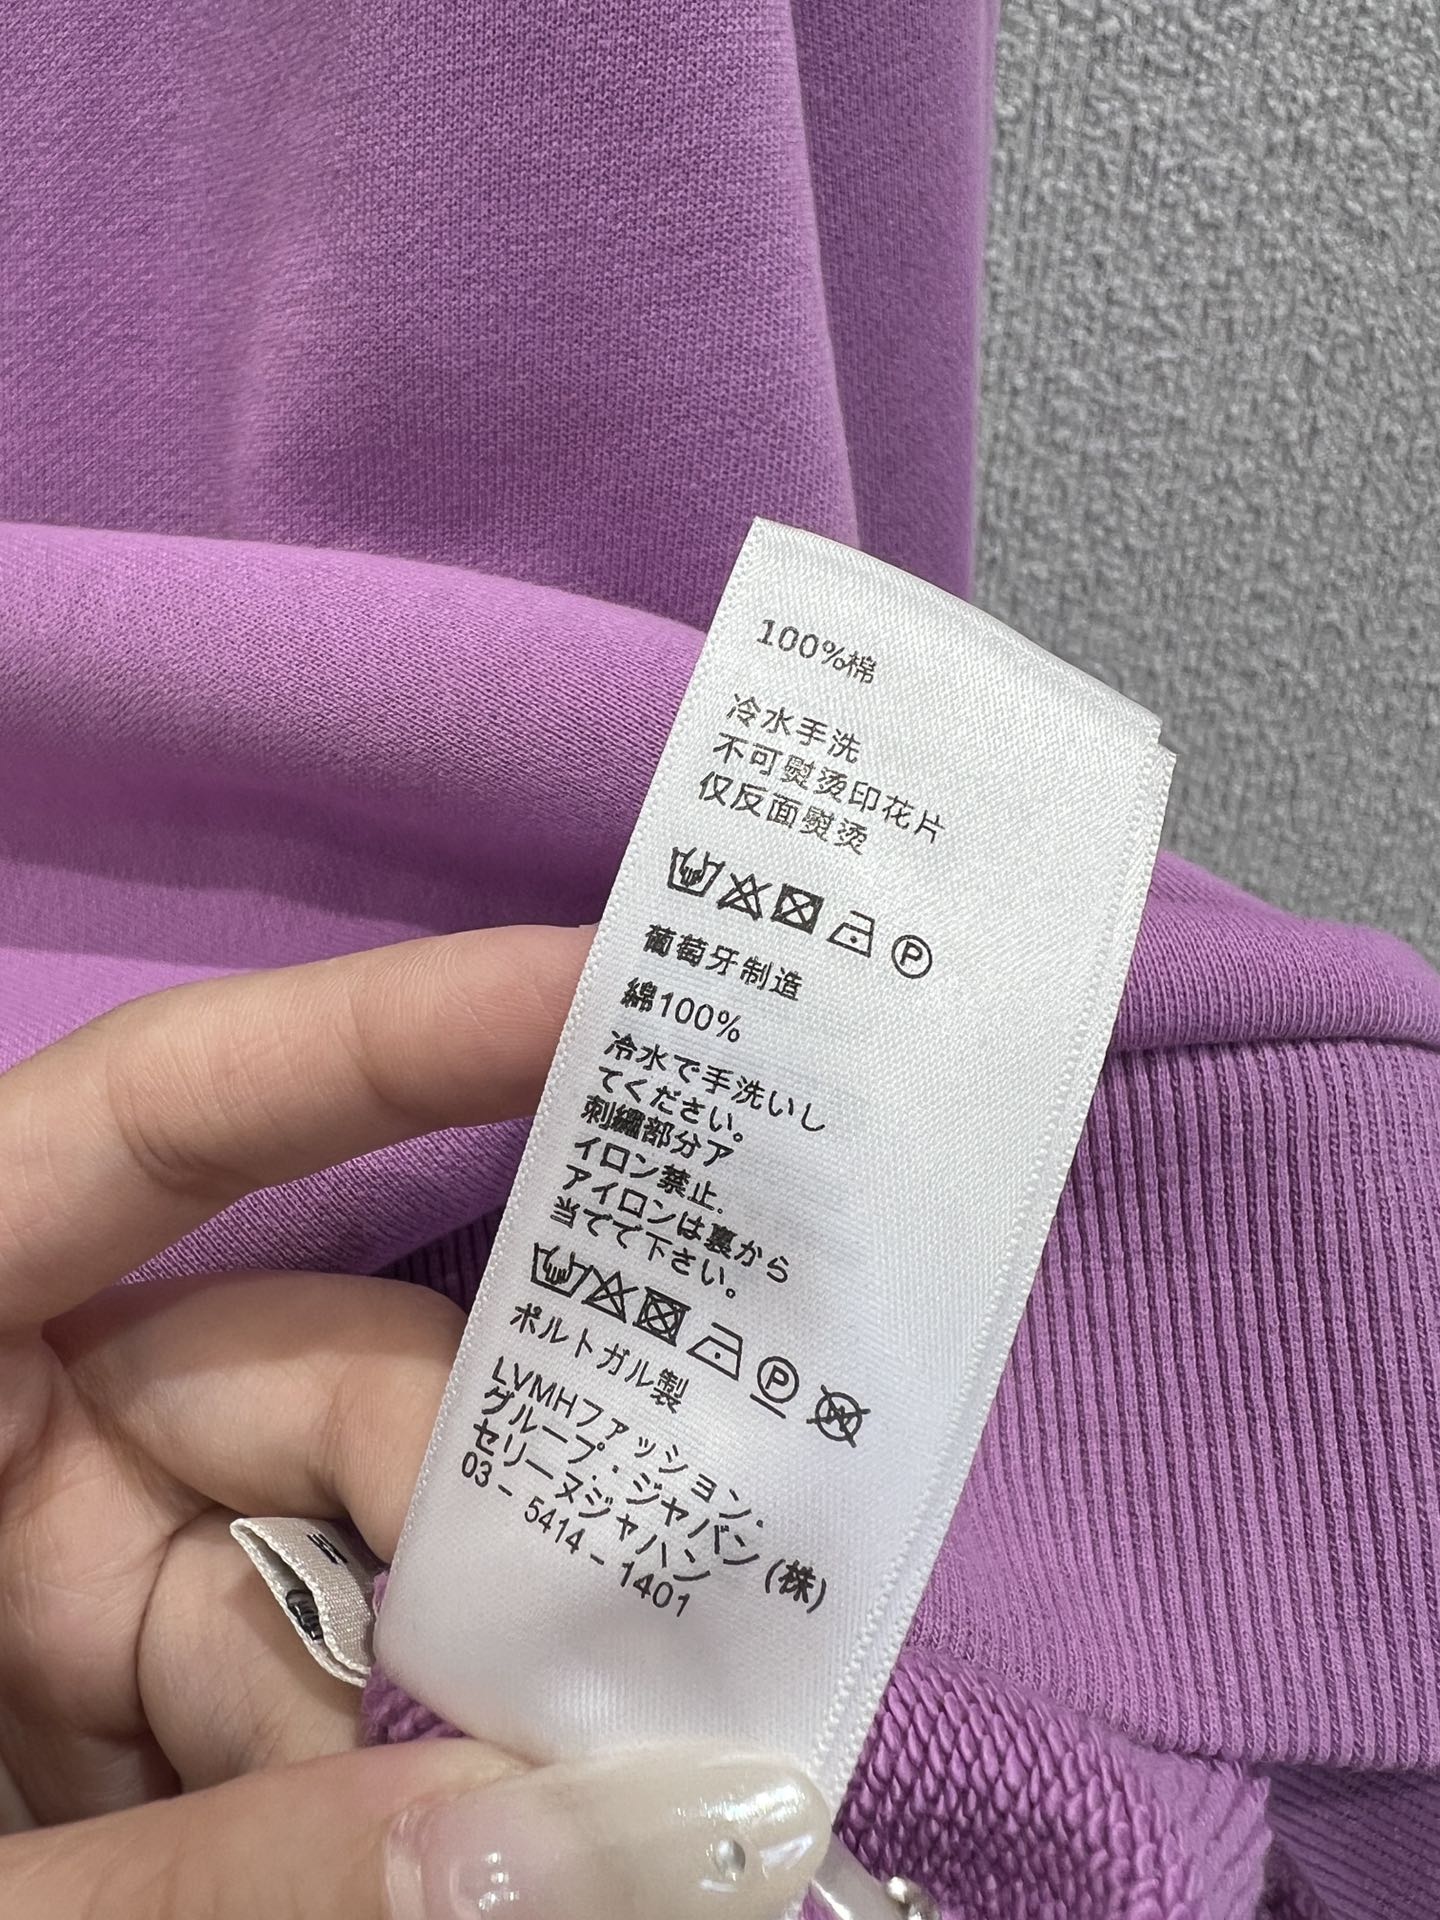 100%棉
冷水手洗
不可熨烫印花片
仅反面熨烫
P
葡萄牙制造
綿100%
冷水で手洗いし
てください。
刺繍部分ア
イロン禁止.
アイロンは裏から
当てで下さい。
P W
ポルトガル製
LVMHファッション.
グループ.ジャバン
セリーヌジャハン (株)
03-5414-1401